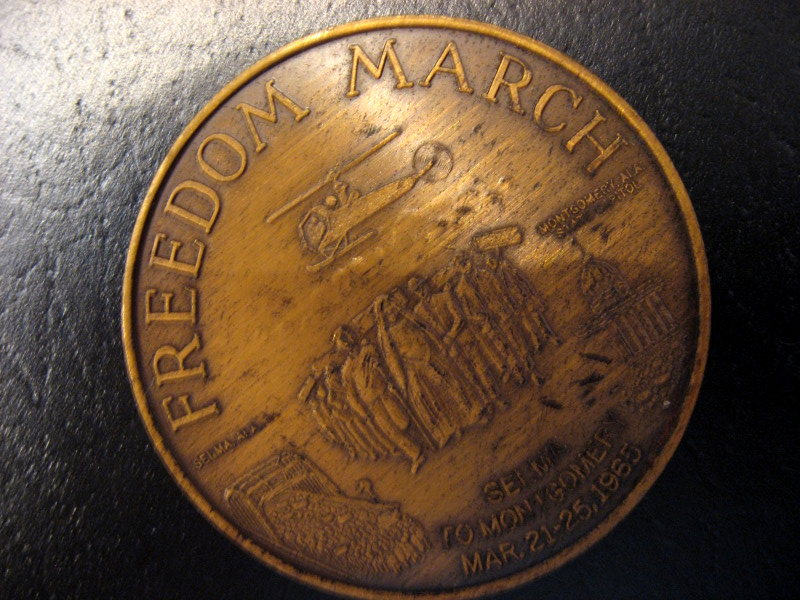 FREEDOM MARCH
MONTGOMERY, ALA
SELMA, ALA
SELMA
TO MONTGOMERY
MAR. 21-25, 1965